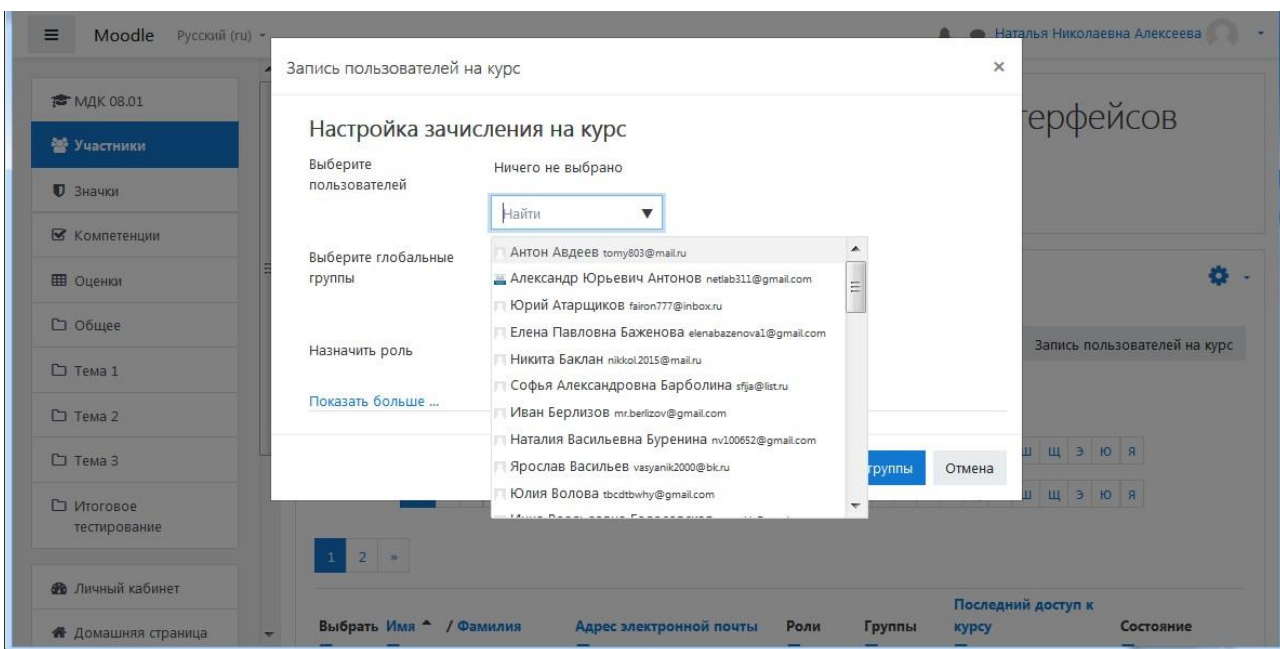 Moodle Русский (ru)
Наталья Николаевна Алексеева
МДК 08.01
Участники
Значки
Компетенции
Оценки
Общее
Тема 1
Тема 2
Тема 3
Итоговое
тестирование
Личный кабинет
Домашняя страница
Запись пользователей на курс ×
Настройка зачисления на курс
Выберите
пользователей
Ничего не выбрано
Найти ▼
Выберите глобальные
группы
Назначить роль
Показать больше ...
Антон Авдеев tomy803@mail.ru
Александр Юрьевич Антонов netlab311@gmail.com
Юрий Атарщиков fairon777@inbox.ru
Елена Павловна Баженова elenabazenova1@gmail.com
Никита Баклан nikkol.2015@mail.ru
Софья Александровна Барболина sfija@list.ru
Иван Берлизов mr.berlizov@gmail.com
Наталия Васильевна Буренина nv100652@gmail.com
Ярослав Васильев vasyanik2000@bk.ru
Юлия Волова tbcdtbwhy@gmail.com
группы Отмена
ерфейсов
Запись пользователей на курс
Ш Щ Э Ю Я
Ш Щ Э Ю Я
1 2 »
Выбрать Имя / Фамилия Адрес электронной почты Роли Группы Последний доступ к
курсу Состояние